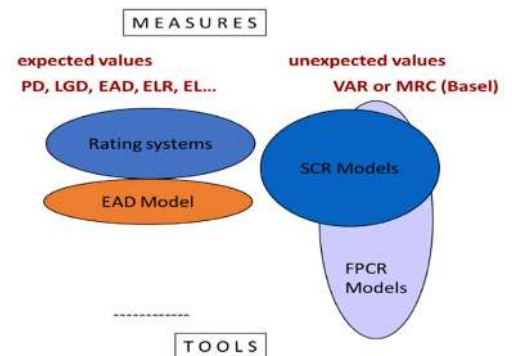 MEASURES
expected values
PD, LGD, EAD, ELR, EL...
unexpected values
VAR or MRC (Basel)
Rating systems
EAD Model
SCR Models
FPCR
Models
------------
TOOLS